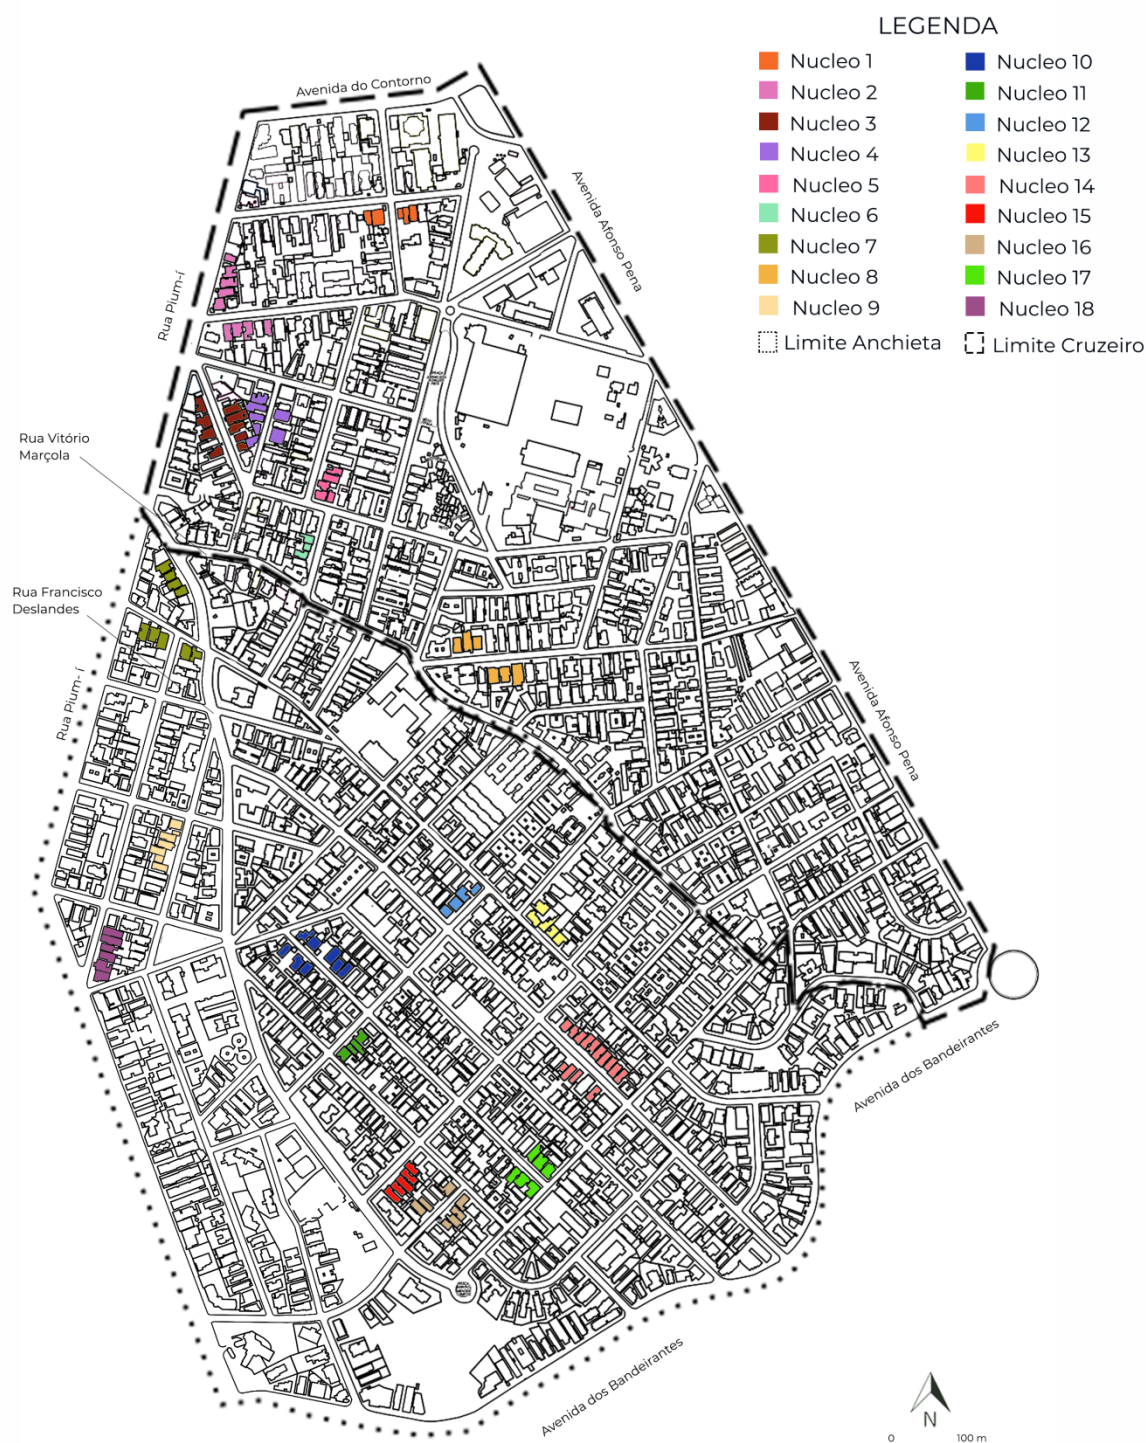 LEGENDA
Nucleo 1
Nucleo 2
Nucleo 3
Nucleo 4
Nucleo 5
Nucleo 6
Nucleo 7
Nucleo 8
Nucleo 9
Limite Anchieta
Nucleo 10
Nucleo 11
Nucleo 12
Nucleo 13
Nucleo 14
Nucleo 15
Nucleo 16
Nucleo 17
Nucleo 18
Limite Cruzeiro
Avenida do Contorno
Avenida Afonso Pena
Rua Pium-í
Rua Vitório
Marçola
Rua Francisco
Deslandes
Rua Pium-í
Avenida Afonso Pena
Avenida dos Bandeirantes
Avenida dos Bandeirantes
N
0 100 m